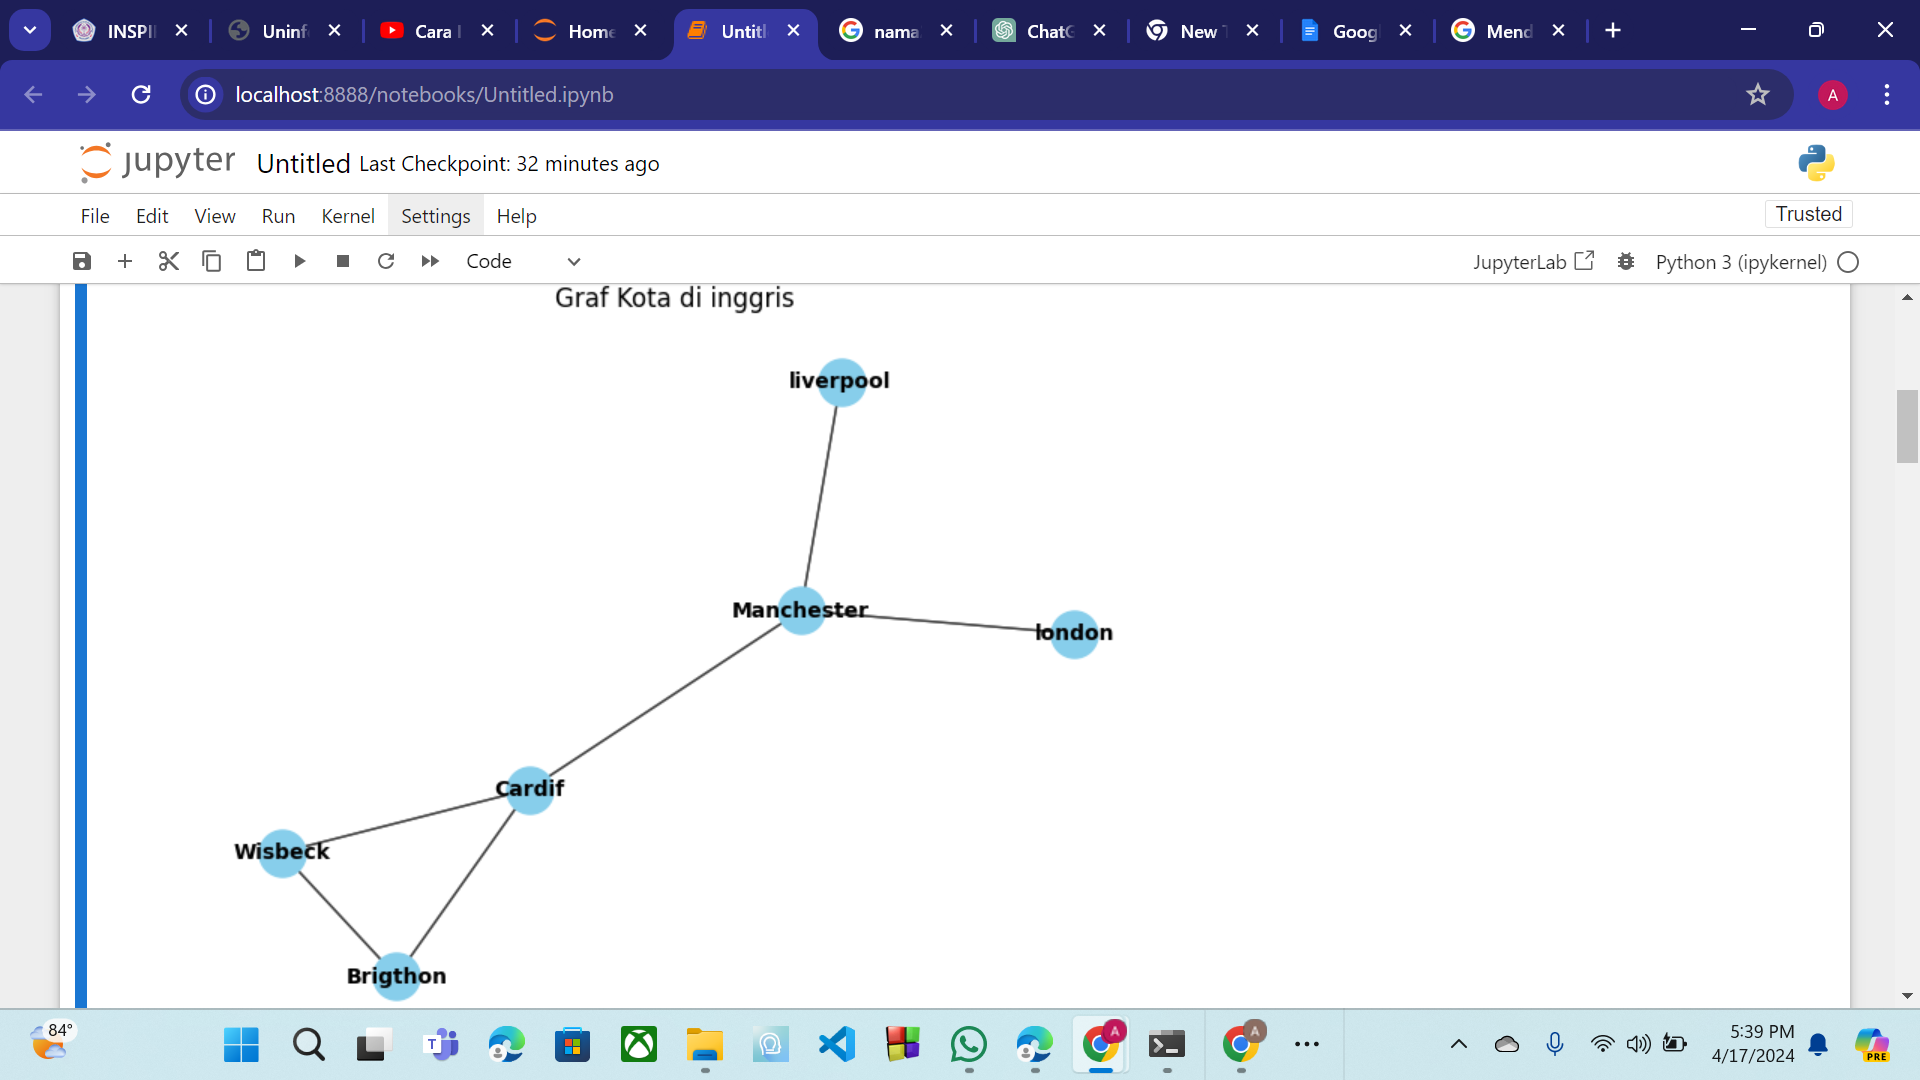 INSPI
Uninf
Cara
Home
Untitl
nama
ChatG
New
Goog
Mend
localhost:8888/notebooks/Untitled.ipynb
A
jupyter Untitled Last Checkpoint: 32 minutes ago
File Edit View Run Kernel Settings Help
Trusted
Code
JupyterLab
Python 3 (ipykernel)
Graf Kota di inggris
liverpool
Manchester
london
Cardif
Wisbeck
Brigthon
84°
A
A
5:39 PM
4/17/2024
PRE